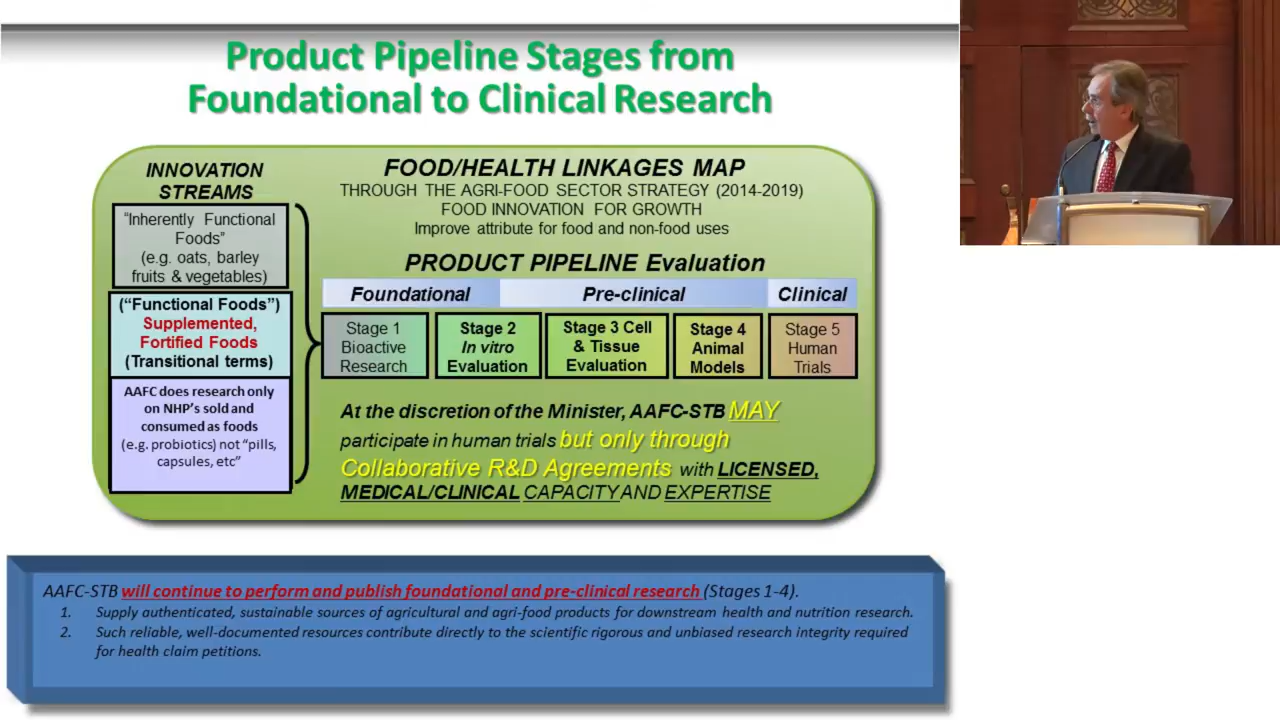 Product Pipeline Stages from
Foundational to Clinical Research
INNOVATION
STREAMS
"Inherently Functional
Foods"
(e.g. oats, barley
fruits & vegetables)
("Functional Foods")
Supplemented,
Fortified Foods
(Transitional terms)
AAFC does research only
on NHP's sold and
consumed as foods
(e.g. probiotics) not "pills,
capsules, etc"
FOOD/HEALTH LINKAGES MAP
THROUGH THE AGRI-FOOD SECTOR STRATEGY (2014-2019)
FOOD INNOVATION FOR GROWTH
Improve attribute for food and non-food uses
PRODUCT PIPELINE Evaluation
Foundational
Pre-clinical
Clinical
Stage 1
Bioactive
Research
Stage 2
In vitro
Evaluation
Stage 3 Cell
& Tissue
Evaluation
Stage 4
Animal
Models
Stage 5
Human
Trials
At the discretion of the Minister, AAFC-STB MAY
participate in human trials but only through
Collaborative R&D Agreements with LICENSED,
MEDICAL/CLINICAL CAPACITY AND EXPERTISE
AAFC-STB will continue to perform and publish foundational and pre-clinical research (Stages 1-4).
1. Supply authenticated, sustainable sources of agricultural and agri-food products for downstream health and nutrition research.
2. Such reliable, well-documented resources contribute directly to the scientific rigorous and unbiased research integrity required
for health claim petitions.